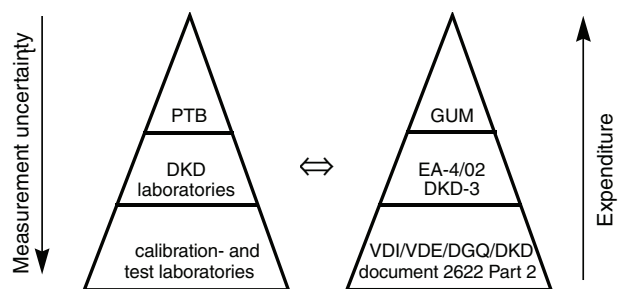 Measurement uncertainty
PTB
DKD
laboratories
calibration- and
test laboratories
⇔
GUM
EA-4/02
DKD-3
VDI/VDE/DGQ/DKD
document 2622 Part 2
Expenditure